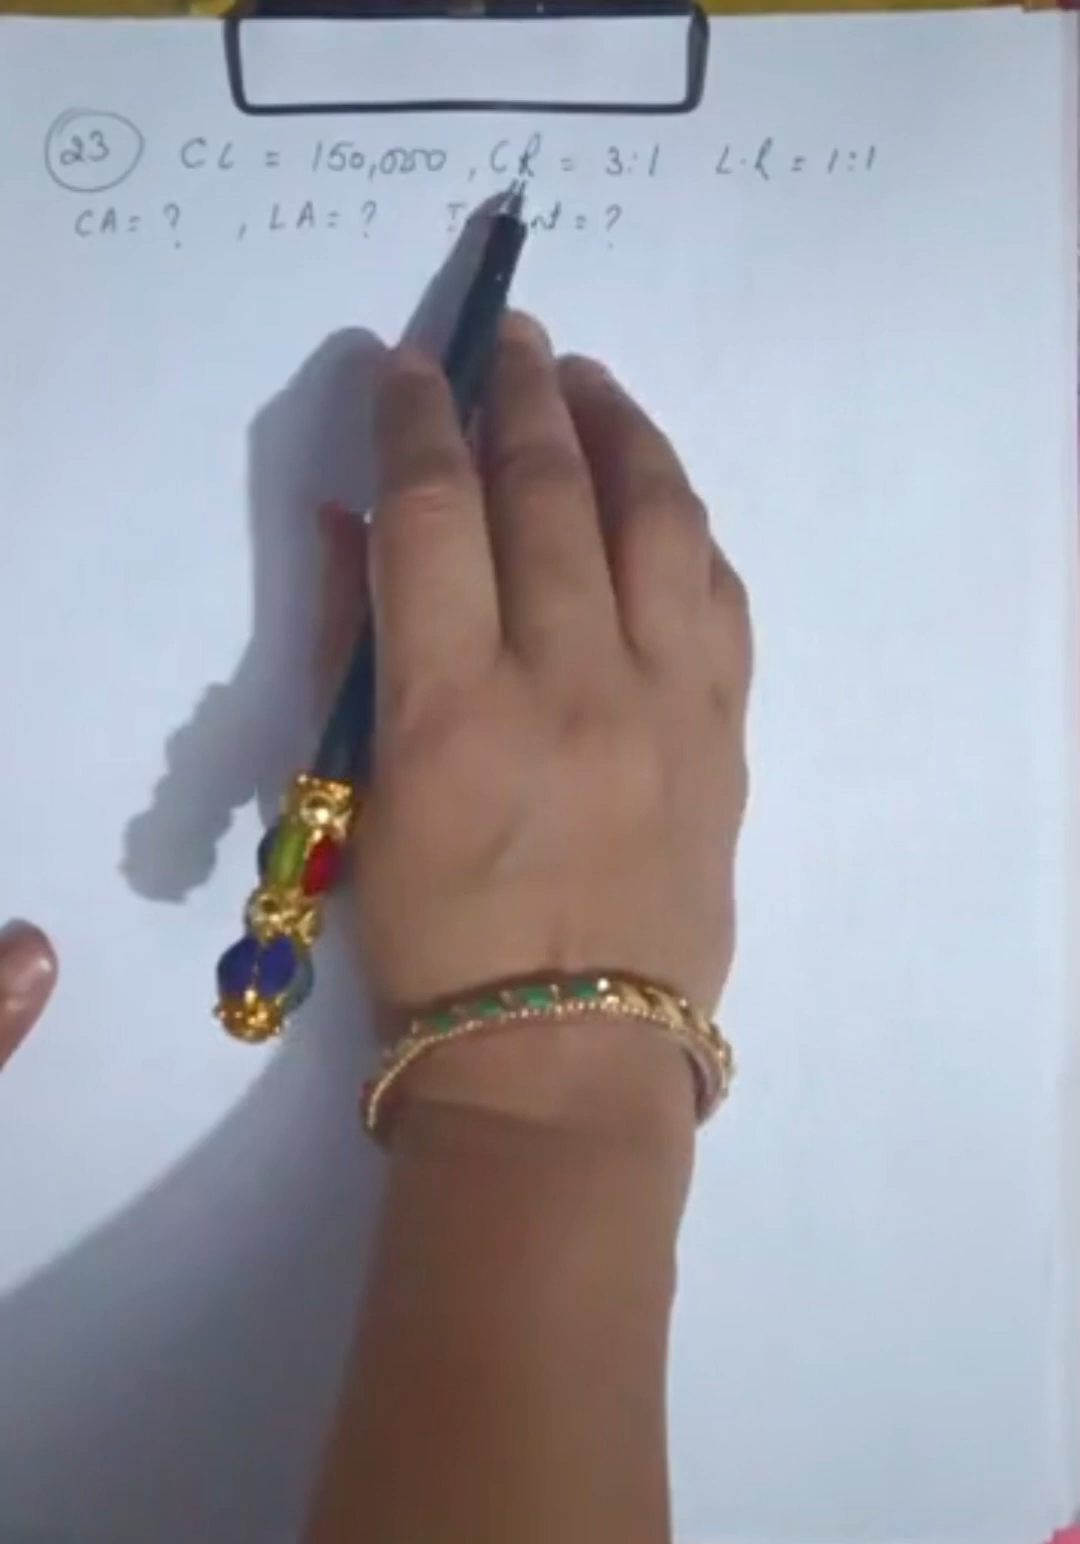 23 CL = 150,000 , CR = 3:1 L.R = 1:1
CA = ? , LA = ? = ?